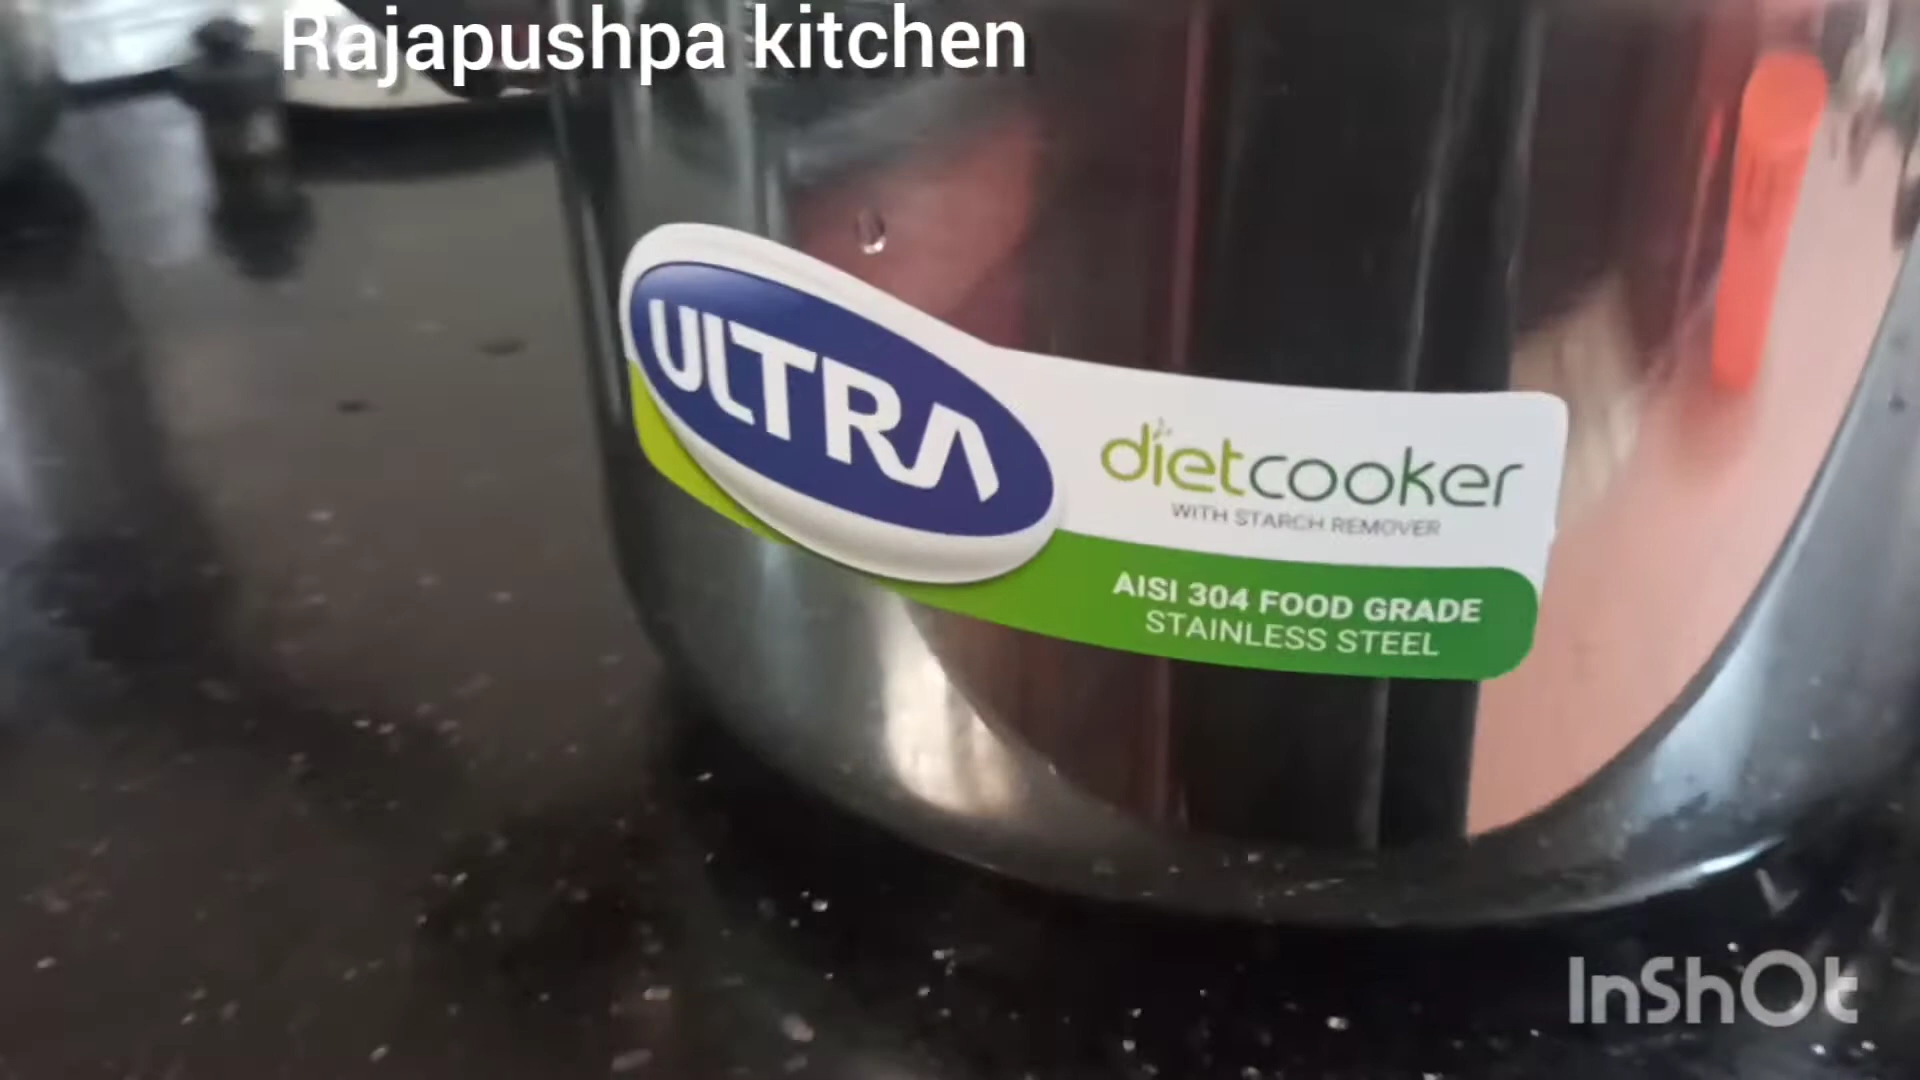 Rajapushpa kitchen
ULTRA
dietcooker
WITH STARCH REMOVER
AISI 304 FOOD GRADE
STAINLESS STEEL
InShOt